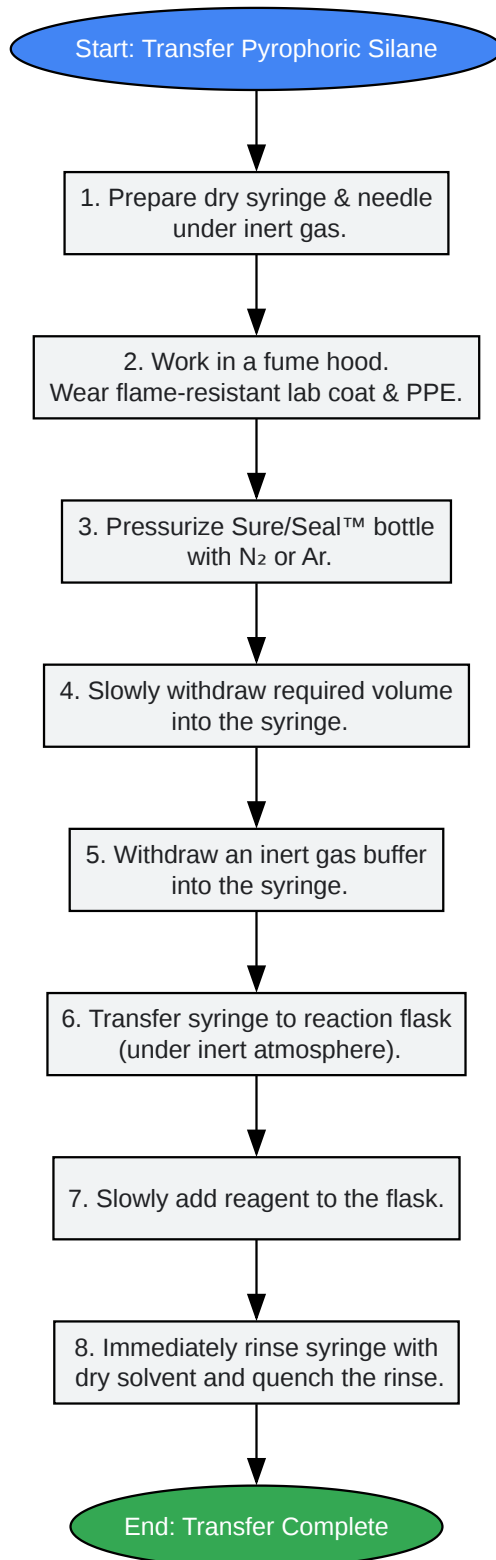 Start: Transfer Pyrophoric Silane
1. Prepare dry syringe & needle
under inert gas.
2. Work in a fume hood.
Wear flame-resistant lab coat & PPE.
3. Pressurize Sure/Seal™ bottle
with N₂ or Ar.
4. Slowly withdraw required volume
into the syringe.
5. Withdraw an inert gas buffer
into the syringe.
6. Transfer syringe to reaction flask
(under inert atmosphere).
7. Slowly add reagent to the flask.
8. Immediately rinse syringe with
dry solvent and quench the rinse.
End: Transfer Complete